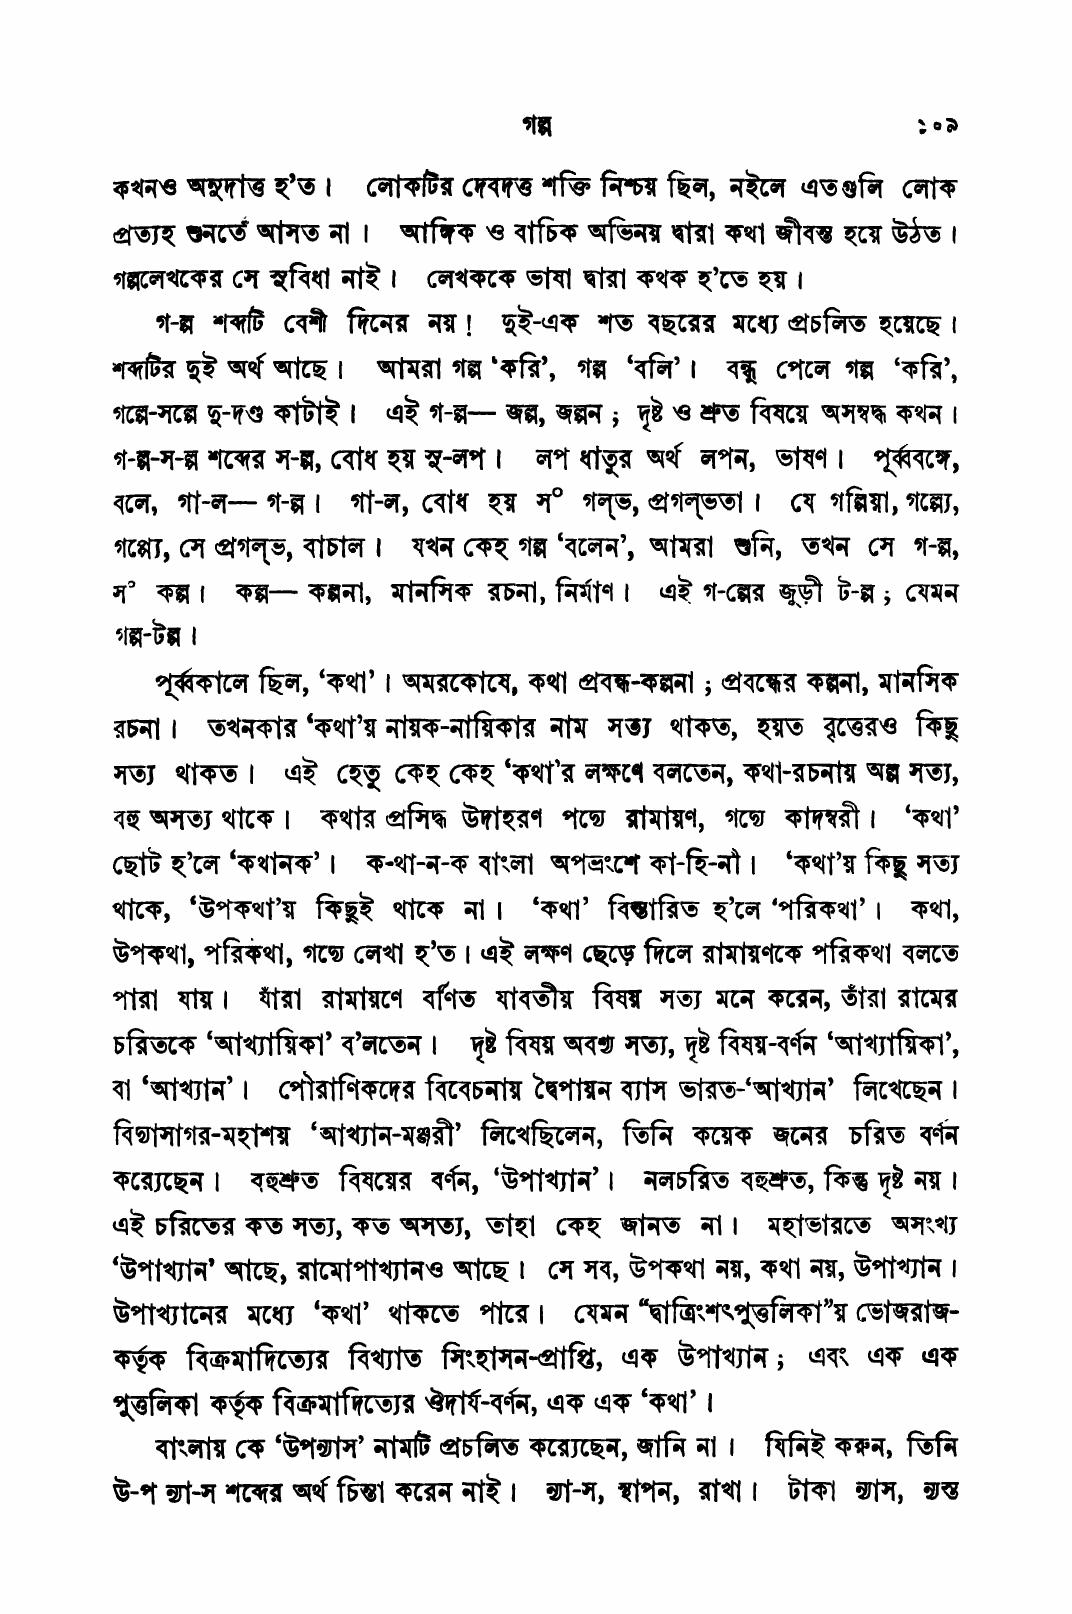 গল্প ১০৯
কখনও অনুদাত্ত হ’ত। লোকটির দেবদত্ত শক্তি নিশ্চয় ছিল, নইলে এতগুলি লোক
প্রত্যহ শুনতে আসত না। আঙ্গিক ও বাচিক অভিনয় দ্বারা কথা জীবন্ত হয়ে উঠত।
গল্পলেখকের সে সুবিধা নাই। লেখককে ভাষা দ্বারা কথক হ’তে হয়।
গ-ল্প শব্দটি বেশী দিনের নয়! দুই-এক শত বছরের মধ্যে প্রচলিত হয়েছে।
শব্দটির দুই অর্থ আছে। আমরা গল্প ‘করি’, গল্প ‘বলি’। বন্ধু পেলে গল্প ‘করি’,
গল্পে-সল্পে দু-দণ্ড কাটাই। এই গ-ল্প— জল্প, জল্পন; দৃষ্ট ও শ্রুত বিষয়ে অসম্বদ্ধ কথন।
গ-ল্প-স-ল্প শব্দের স-ল্প, বোধ হয় সু-লপ। লপ ধাতুর অর্থ লপন, ভাষণ। পূর্ব্ববঙ্গে,
বলে, গা-ল— গ-ল্প। গা-ল, বোধ হয় স° গল্‌ভ, প্রগল্‌ভতা। যে গল্পিয়া, গল্প্যে,
গপ্প্যে, সে প্রগল্‌ভ, বাচাল। যখন কেহ গল্প ‘বলেন’, আমরা শুনি, তখন সে গ-ল্প,
স° কল্প। কল্প— কল্পনা, মানসিক রচনা, নির্মাণ। এই গ-ল্পের জুড়ী ট-ল্প; যেমন
গল্প-টল্প।
পূর্ব্বকালে ছিল, ‘কথা’। অমরকোষে, কথা প্রবন্ধ-কল্পনা; প্রবন্ধের কল্পনা, মানসিক
রচনা। তখনকার ‘কথা’য় নায়ক-নায়িকার নাম সত্য থাকত, হয়ত বৃত্তেরও কিছু
সত্য থাকত। এই হেতু কেহ কেহ ‘কথা’র লক্ষণে বলতেন, কথা-রচনায় অল্প সত্য,
বহু অসত্য থাকে। কথার প্রসিদ্ধ উদাহরণ পদ্যে রামায়ণ, গদ্যে কাদম্বরী। ‘কথা’
ছোট হ’লে ‘কথানক’। ক-থা-ন-ক বাংলা অপভ্রংশে কা-হি-নী। ‘কথা’য় কিছু সত্য
থাকে, ‘উপকথা’য় কিছুই থাকে না। ‘কথা’ বিস্তারিত হ’লে ‘পরিকথা’। কথা,
উপকথা, পরিকথা, গদ্যে লেখা হ’ত। এই লক্ষণ ছেড়ে দিলে রামায়ণকে পরিকথা বলতে
পারা যায়। যাঁরা রামায়ণে বর্ণিত যাবতীয় বিষয় সত্য মনে করেন, তাঁরা রামের
চরিতকে ‘আখ্যায়িকা’ ব’লতেন। দৃষ্ট বিষয় অবশ্য সত্য, দৃষ্ট বিষয়-বর্ণন ‘আখ্যায়িকা’,
বা ‘আখ্যান’। পৌরাণিকদের বিবেচনায় দ্বৈপায়ন ব্যাস ভারত-‘আখ্যান’ লিখেছেন।
বিদ্যাসাগর-মহাশয় ‘আখ্যান-মঞ্জরী’ লিখেছিলেন, তিনি কয়েক জনের চরিত বর্ণন
করেছেন। বহুশ্রুত বিষয়ের বর্ণন, ‘উপাখ্যান’। নলচরিত বহুশ্রুত, কিন্তু দৃষ্ট নয়।
এই চরিতের কত সত্য, কত অসত্য, তাহা কেহ জানত না। মহাভারতে অসংখ্য
‘উপাখ্যান’ আছে, রামোপাখ্যানও আছে। সে সব, উপকথা নয়, কথা নয়, উপাখ্যান।
উপাখ্যানের মধ্যে ‘কথা’ থাকতে পারে। যেমন “দ্বাত্রিংশৎপুত্তলিকা”য় ভোজরাজ-
কর্তৃক বিক্রমাদিত্যের বিখ্যাত সিংহাসন-প্রাপ্তি, এক উপাখ্যান; এবং এক এক
পুত্তলিকা কর্তৃক বিক্রমাদিত্যের ঔদার্য-বর্ণন, এক এক ‘কথা’।
বাংলায় কে ‘উপন্যাস’ নামটি প্রচলিত করেছেন, জানি না। যিনিই করুন, তিনি
উ-প ন্যা-স শব্দের অর্থ চিন্তা করেন নাই। ন্যা-স, স্থাপন, রাখা। টাকা ন্যাস, ন্যস্ত